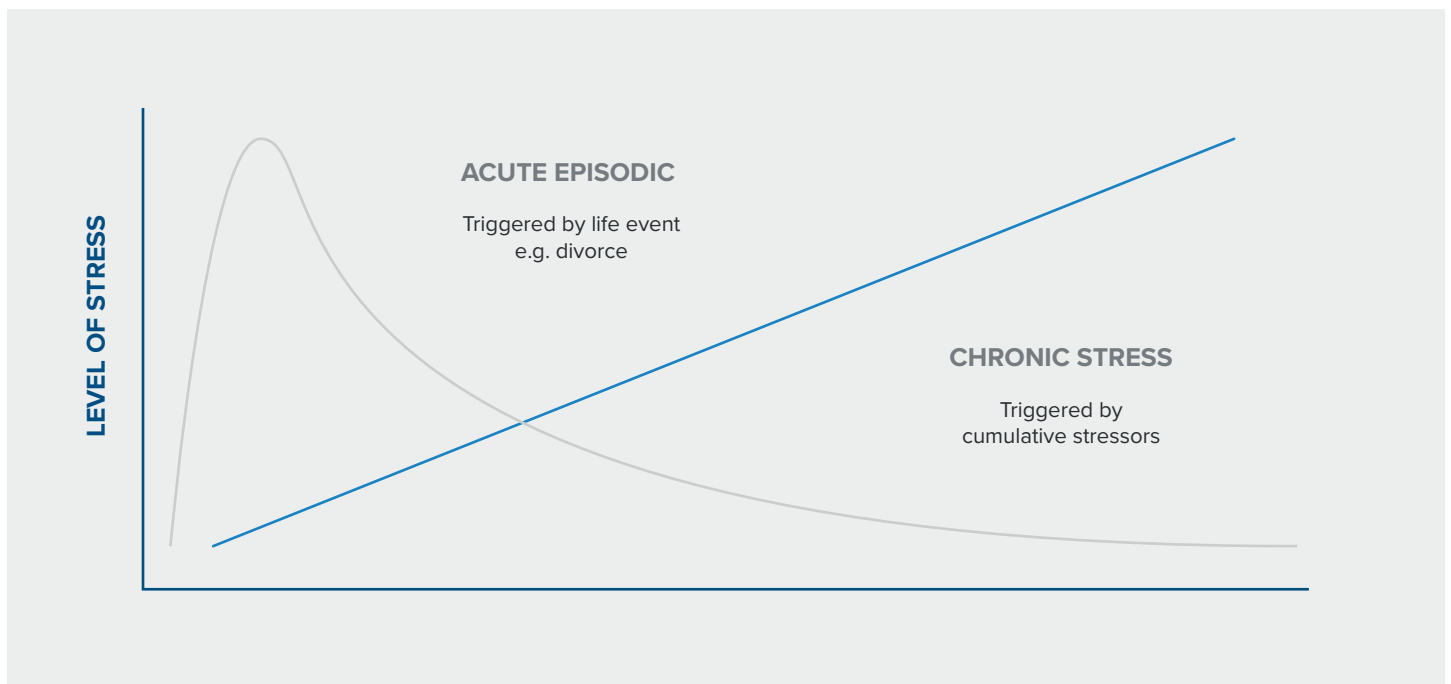 LEVEL OF STRESS
ACUTE EPISODIC
Triggered by life event
e.g. divorce
CHRONIC STRESS
Triggered by
cumulative stressors